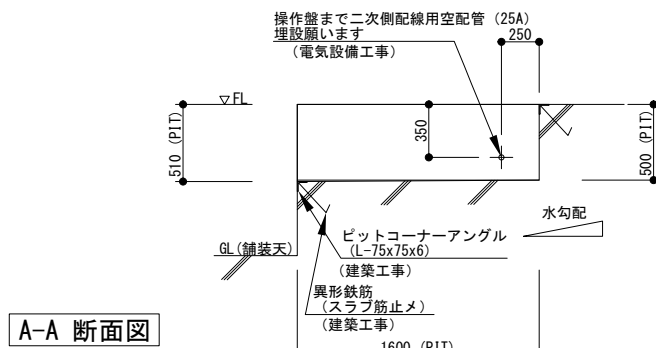 操作盤まで二次側配線用空配管 (25A)
埋設願います
(電気設備工事)
250
▽FL
510 (PIT)
350
500 (PIT)
水勾配
ピットコーナーアングル
(L-75x75x6)
(建築工事)
GL(舗装天)
異形鉄筋
(スラブ筋止メ)
(建築工事)
A-A 断面図
1600 (PIT)